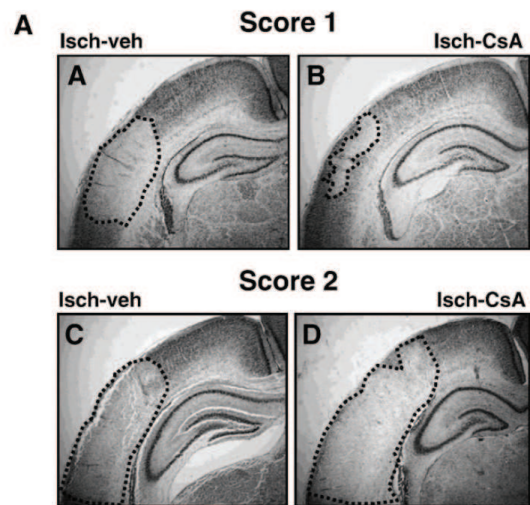 A
Score 1
Isch-veh Isch-CsA
A B
Score 2
Isch-veh Isch-CsA
C D